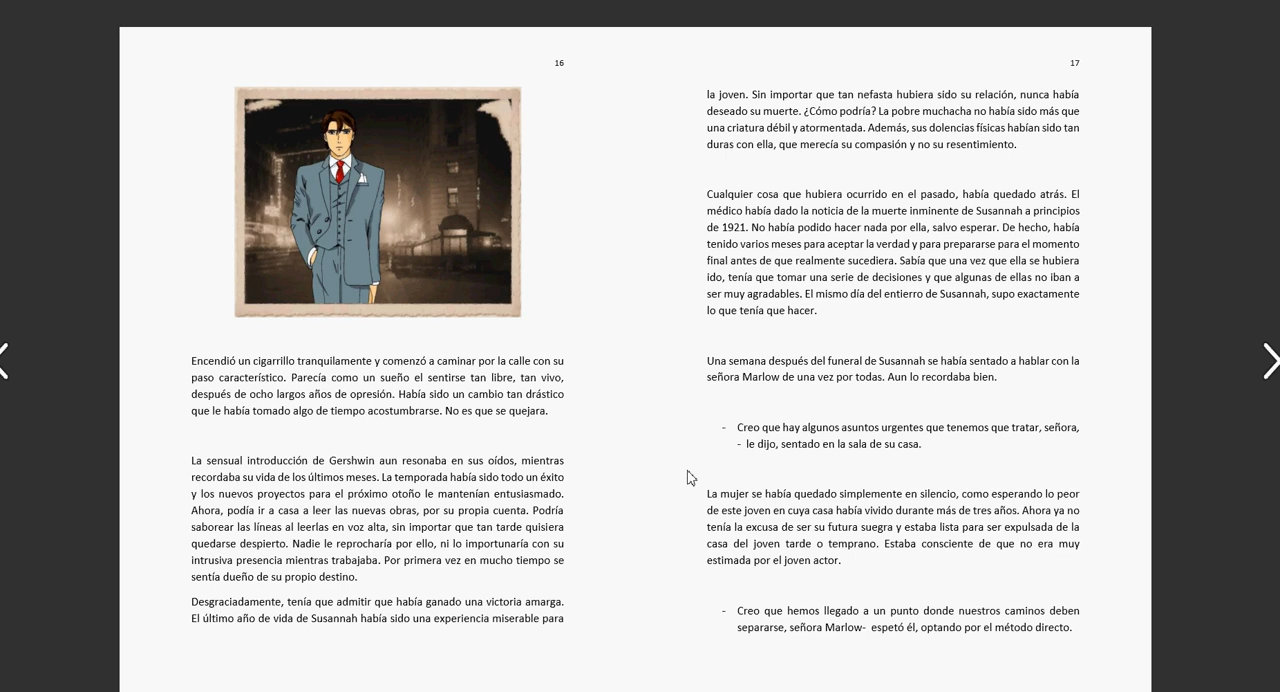 16
Encendió un cigarrillo tranquilamente y comenzó a caminar por la calle con su
paso característico. Parecía como un sueño el sentirse tan libre, tan vivo,
después de ocho largos años de opresión. Había sido un cambio tan drástico
que le había tomado algo de tiempo acostumbrarse. No es que se quejara.
La sensual introducción de Gershwin aun resonaba en sus oídos, mientras
recordaba su vida de los últimos meses. La temporada había sido todo un éxito
y los nuevos proyectos para el próximo otoño le mantenían entusiasmado.
Ahora, podía ir a casa a leer las nuevas obras, por su propia cuenta. Podría
saborear las líneas al leerlas en voz alta, sin importar que tan tarde quisiera
quedarse despierto. Nadie le reprocharía por ello, ni lo importunaría con su
intrusiva presencia mientras trabajaba. Por primera vez en mucho tiempo se
sentía dueño de su propio destino.
Desgraciadamente, tenía que admitir que había ganado una victoria amarga.
El último año de vida de Susannah había sido una experiencia miserable para
17
la joven. Sin importar que tan nefasta hubiera sido su relación, nunca había
deseado su muerte. ¿Cómo podría? La pobre muchacha no había sido más que
una criatura débil y atormentada. Además, sus dolencias físicas habían sido tan
duras con ella, que merecía su compasión y no su resentimiento.
Cualquier cosa que hubiera ocurrido en el pasado, había quedado atrás. El
médico había dado la noticia de la muerte inminente de Susannah a principios
de 1921. No había podido hacer nada por ella, salvo esperar. De hecho, había
tenido varios meses para aceptar la verdad y para prepararse para el momento
final antes de que realmente sucediera. Sabía que una vez que ella se hubiera
ido, tenía que tomar una serie de decisiones y que algunas de ellas no iban a
ser muy agradables. El mismo día del entierro de Susannah, supo exactamente
lo que tenía que hacer.
Una semana después del funeral de Susannah se había sentado a hablar con la
señora Marlow de una vez por todas. Aun lo recordaba bien.
- Creo que hay algunos asuntos urgentes que tenemos que tratar, señora,
- le dijo, sentado en la sala de su casa.
La mujer se había quedado simplemente en silencio, como esperando lo peor
de este joven en cuya casa había vivido durante más de tres años. Ahora ya no
tenía la excusa de ser su futura suegra y estaba lista para ser expulsada de la
casa del joven tarde o temprano. Estaba consciente de que no era muy
estimada por el joven actor.
- Creo que hemos llegado a un punto donde nuestros caminos deben
separarse, señora Marlow- espetó él, optando por el método directo.